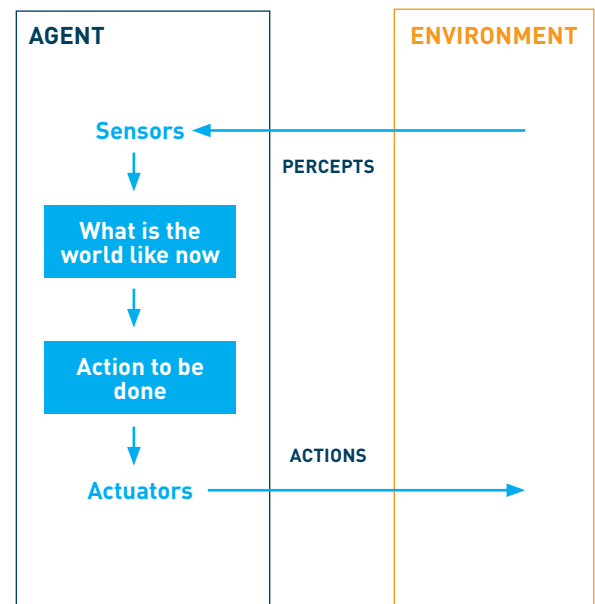 AGENT
ENVIRONMENT
Sensors
PERCEPTS
What is the
world like now
Action to be
done
ACTIONS
Actuators